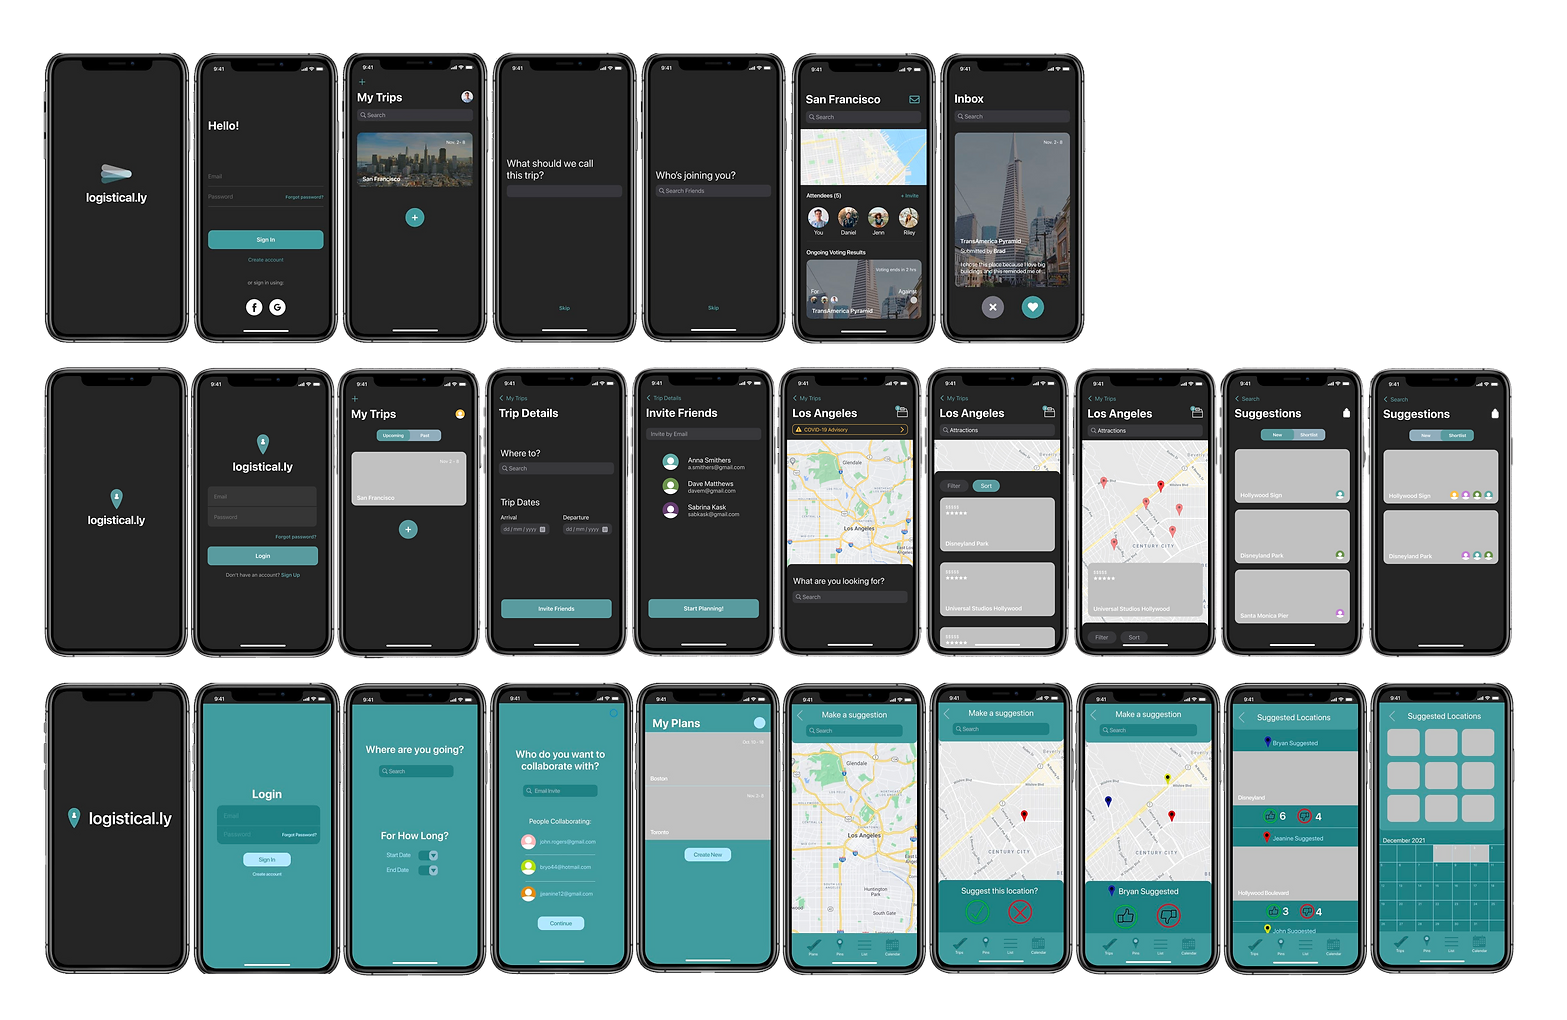 logistical.ly
9:41
Hello!
Email
Password
Forgot password?
Sign In
Create account
or sign in using:
f
G
9:41
+
My Trips
Search
Nov. 2- 8
San Francisco
+
9:41
What should we call
this trip?
Skip
9:41
Who's joining you?
Search Friends
Skip
9:41
San Francisco
Search
Attendees (5)
+ Invite
You
Daniel
Jenn
Riley
Ongoing Voting Results
Voting ends in 2 hrs
For
Against
TransAmerica Pyramid
9:41
Inbox
Search
Nov. 2- 8
TransAmerica Pyramid
Submitted by Brad
I chose this place because I love big
buildings and this reminded me of...
logistical.ly
9:41
logistical.ly
Email
Password
Forgot password?
Login
Don't have an account? Sign Up
9:41
+
My Trips
Upcoming
Past
Nov 2- 8
San Francisco
+
9:41
My Trips
Trip Details
Where to?
Search
Trip Dates
Arrival
Departure
dd / mm / yyyy
dd / mm / yyyy
Invite Friends
9:41
Trip Details
Invite Friends
Invite by Email
Anna Smithers
a.smithers@gmail.com
Dave Matthews
davem@gmail.com
Sabrina Kask
sabkask@gmail.com
Start Planning!
9:41
My Trips
Los Angeles
COVID-19 Advisory
Glendale
Los Angeles
What are you looking for?
Search
9:41
My Trips
Los Angeles
Attractions
Filter
Sort
$$$$$
★★★★★
Disneyland Park
$$$$$
★★★★★
Universal Studios Hollywood
$$$$$
★★★★★
9:41
My Trips
Los Angeles
Attractions
CENTURY CITY
$$$$$
★★★★★
Universal Studios Hollywood
Filter
Sort
9:41
Search
Suggestions
New
Shortlist
Hollywood Sign
Disneyland Park
Santa Monica Pier
9:41
Search
Suggestions
New
Shortlist
Hollywood Sign
Disneyland Park
logistical.ly
9:41
Login
Email
Password
Forgot Password?
Sign In
Create account
9:41
Where are you going?
Search
For How Long?
Start Date
End Date
9:41
Who do you want to
collaborate with?
Email Invite
People Collaborating:
john.rogers@gmail.com
bryo44@hotmail.com
jjeanine12@gmail.com
Continue
9:41
My Plans
Oct 10 - 18
Boston
Nov 2- 8
Toronto
Create New
9:41
Make a suggestion
Search
Glendale
Los Angeles
Huntington
Park
South Gate
Plans
Pins
List
Calendar
9:41
Make a suggestion
Search
CENTURY CITY
Suggest this location?
Trips
Pins
List
Calendar
9:41
Make a suggestion
Search
CENTURY CITY
Bryan Suggested
Trips
Pins
List
Calendar
9:41
Suggested Locations
Bryan Suggested
Disneyland
6
4
Jeanine Suggested
Hollywood Boulevard
3
4
John Suggested
Trips
Pins
List
Calendar
9:41
Suggested Locations
December 2021
Trips
Pins
List
Calendar